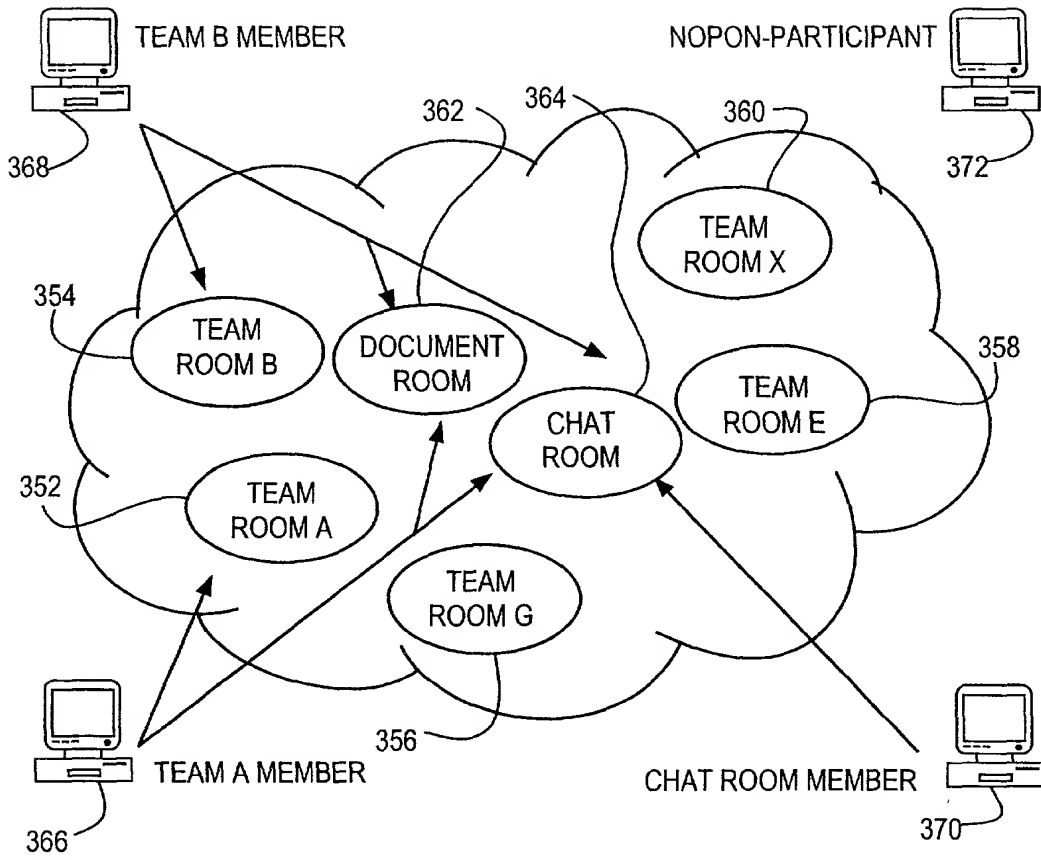 TEAM B MEMBER
NOPON-PARTICIPANT
362
364
360
368
372
TEAM
ROOM X
354
TEAM
ROOM B
DOCUMENT
ROOM
358
TEAM
ROOM E
CHAT
ROOM
352
TEAM
ROOM A
TEAM
ROOM G
356
TEAM A MEMBER
CHAT ROOM MEMBER
366
370